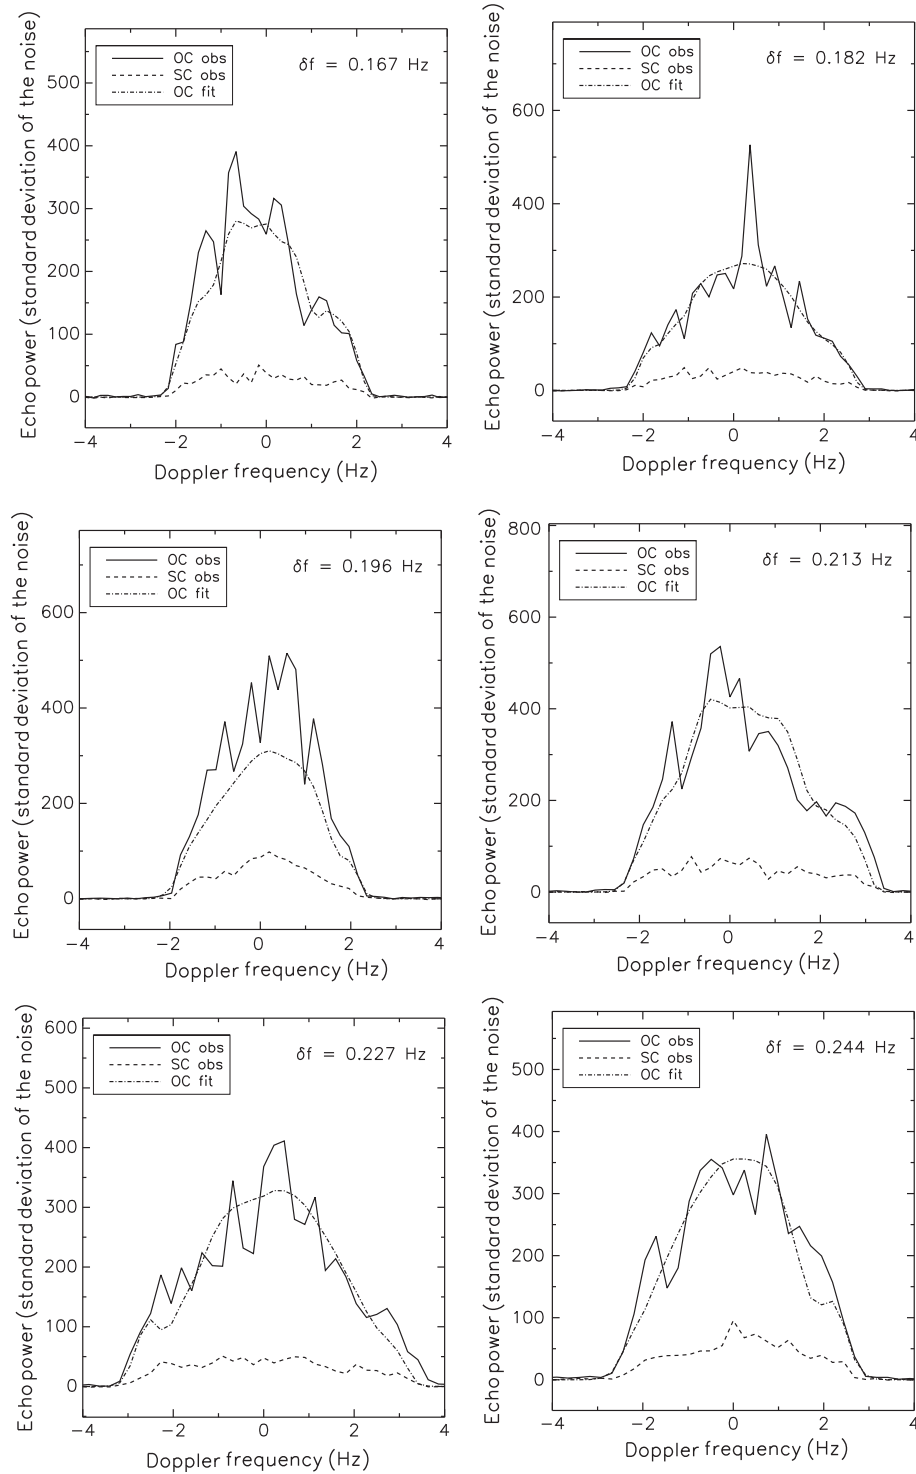 Echo power (standard deviation of the noise)
OC obs
SC obs
OC fit
δf = 0.167 Hz
500
400
300
200
100
0
−4 −2 0 2 4
Doppler frequency (Hz)
Echo power (standard deviation of the noise)
OC obs
SC obs
OC fit
δf = 0.182 Hz
600
400
200
0
−4 −2 0 2 4
Doppler frequency (Hz)
Echo power (standard deviation of the noise)
OC obs
SC obs
OC fit
δf = 0.196 Hz
600
400
200
0
−4 −2 0 2 4
Doppler frequency (Hz)
Echo power (standard deviation of the noise)
OC obs
SC obs
OC fit
δf = 0.213 Hz
800
600
400
200
0
−4 −2 0 2 4
Doppler frequency (Hz)
Echo power (standard deviation of the noise)
OC obs
SC obs
OC fit
δf = 0.227 Hz
600
500
400
300
200
100
0
−4 −2 0 2 4
Doppler frequency (Hz)
Echo power (standard deviation of the noise)
OC obs
SC obs
OC fit
δf = 0.244 Hz
500
400
300
200
100
0
−4 −2 0 2 4
Doppler frequency (Hz)